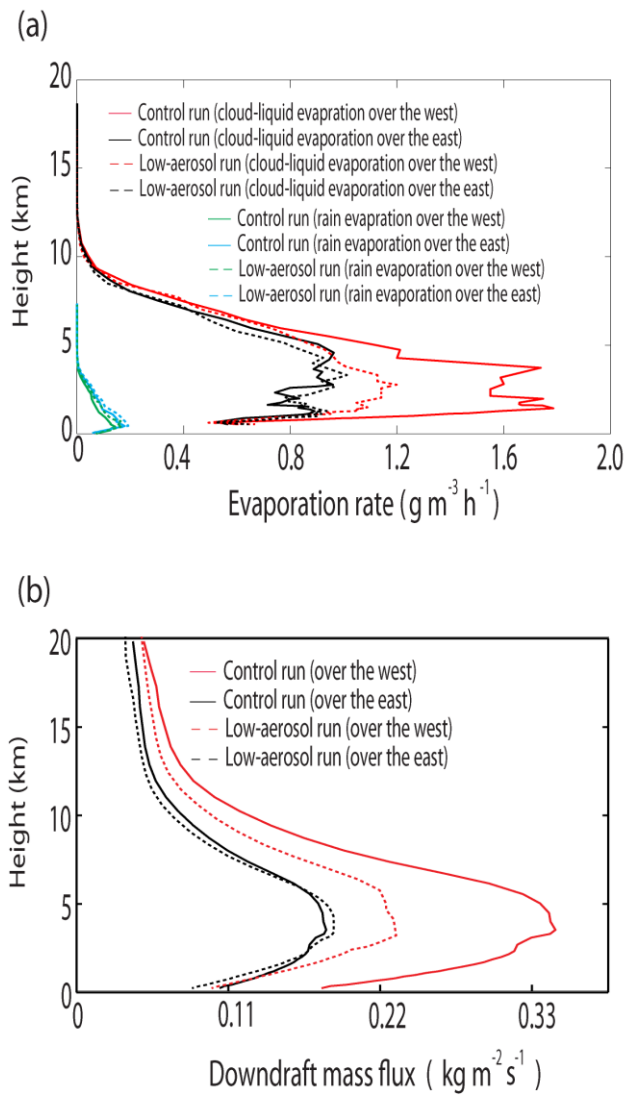 (a)
20
15
10
5
0
Height (km)
Control run (cloud-liquid evapration over the west)
Control run (cloud-liquid evaporation over the east)
Low-aerosol run (cloud-liquid evaporation over the west)
Low-aerosol run (cloud-liquid evaporation over the east)
Control run (rain evapration over the west)
Control run (rain evaporation over the east)
Low-aerosol run (rain evaporation over the west)
Low-aerosol run (rain evaporation over the east)
0 0.4 0.8 1.2 1.6 2.0
Evaporation rate ( g m⁻³ h⁻¹ )
(b)
20
15
10
5
0
Height (km)
Control run (over the west)
Control run (over the east)
Low-aerosol run (over the west)
Low-aerosol run (over the east)
0 0.11 0.22 0.33
Downdraft mass flux ( kg m⁻² s⁻¹ )